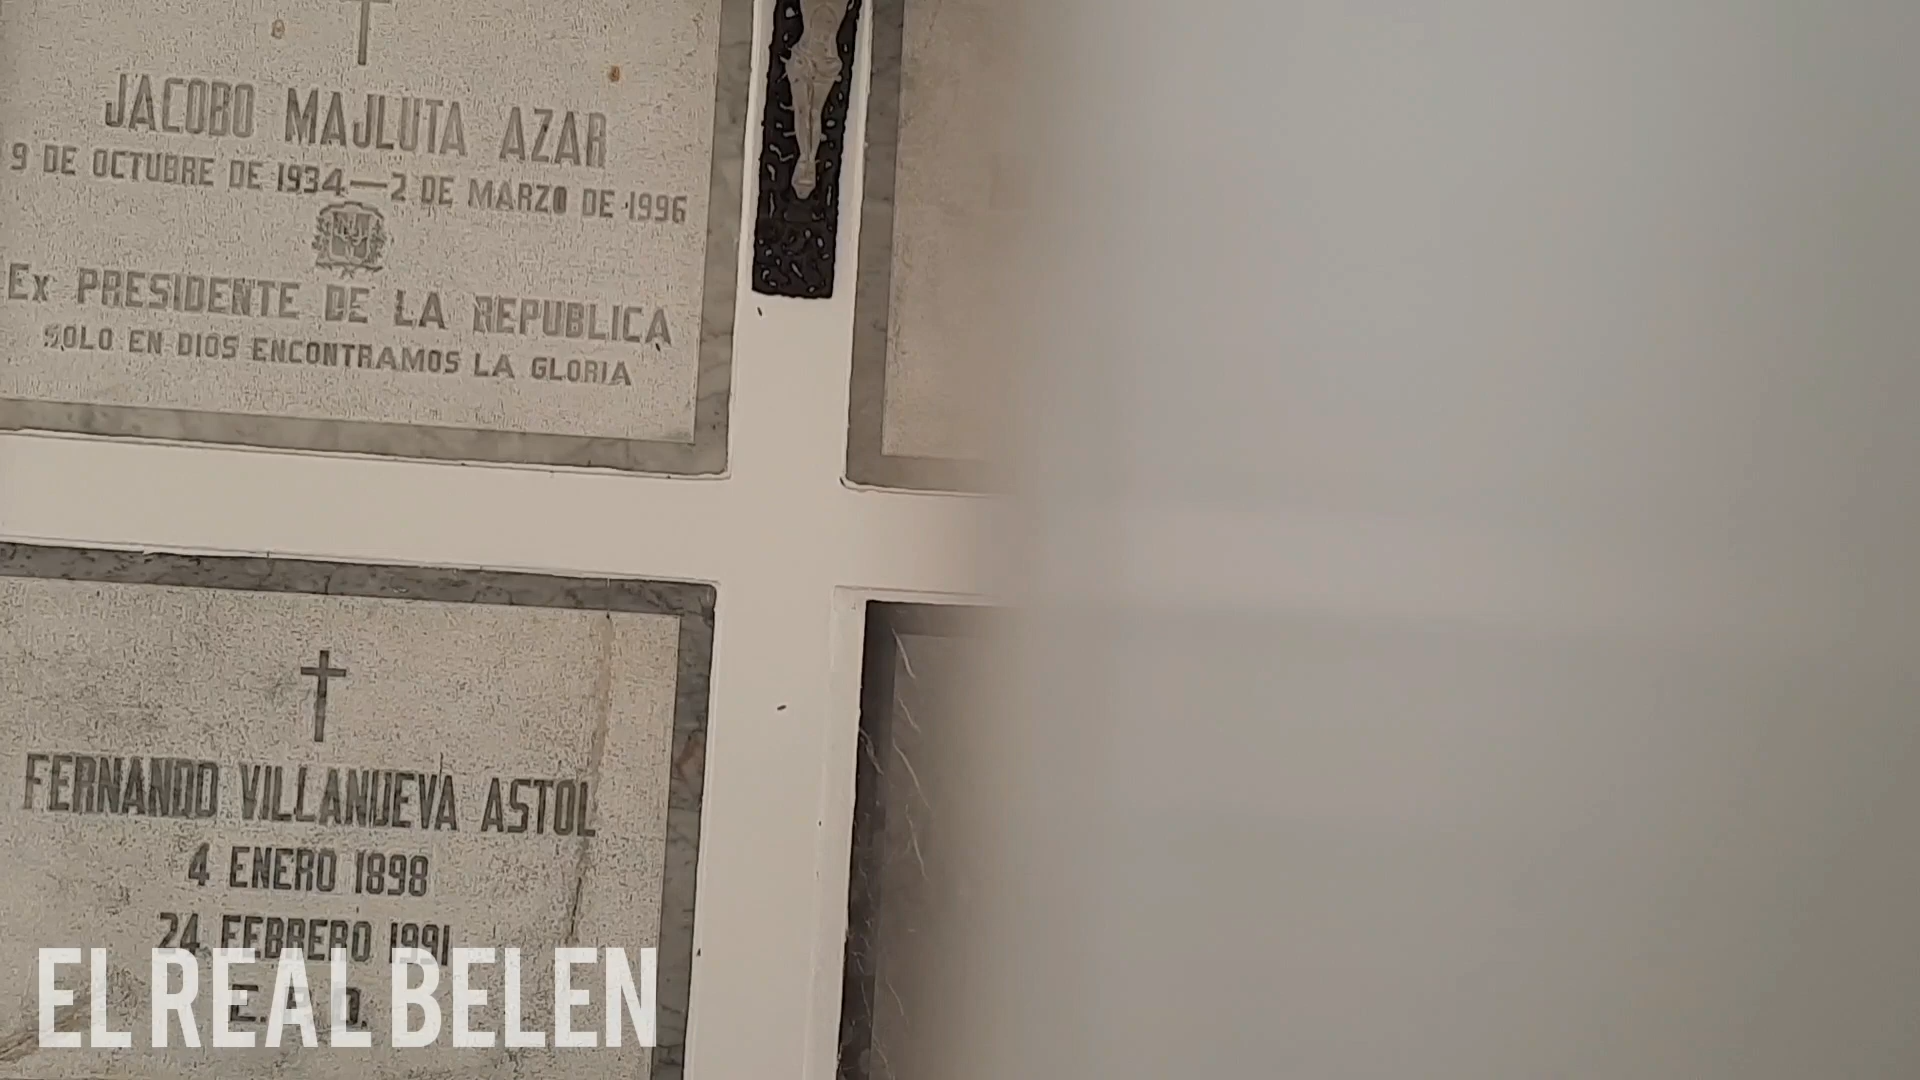 JACOBO MAJLUTA AZAR
9 DE OCTUBRE DE 1934—2 DE MARZO DE 1996
Ex PRESIDENTE DE LA REPUBLICA
SOLO EN DIOS ENCONTRAMOS LA GLORIA
FERNANDO VILLANUEVA ASTOL
4 ENERO 1898
24 FEBRERO 1991
E.P.D.
EL REAL BELEN